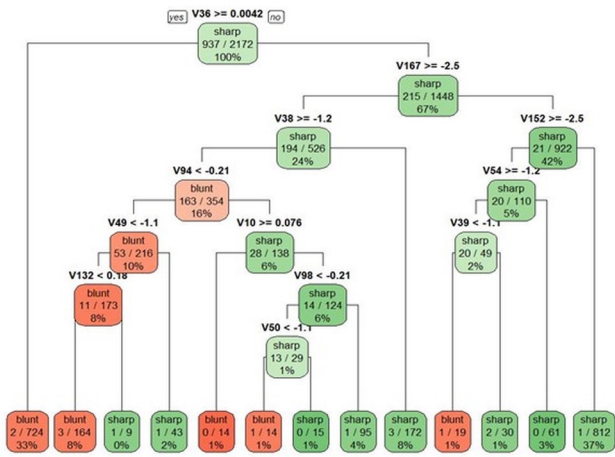 yes V36 >= 0.0042 no
sharp
937 / 2172
100%
V167 >= -2.5
sharp
215 / 1448
67%
V38 >= -1.2
sharp
194 / 526
24%
V152 >= -2.5
sharp
21 / 922
42%
V94 < -0.21
blunt
163 / 354
16%
V54 >= -1.2
sharp
20 / 110
5%
V49 < -1.1
blunt
53 / 216
10%
V10 >= 0.076
sharp
28 / 138
6%
V39 < -1.1
sharp
20 / 49
2%
V132 < 0.18
blunt
11 / 173
8%
V98 < -0.21
sharp
14 / 124
6%
V50 < -1.1
sharp
13 / 29
1%
blunt
2 / 724
33%
blunt
3 / 164
8%
sharp
1 / 9
0%
sharp
1 / 43
2%
blunt
0 / 14
1%
blunt
1 / 14
1%
sharp
0 / 15
1%
sharp
1 / 95
4%
sharp
3 / 172
8%
blunt
1 / 19
1%
sharp
2 / 30
1%
sharp
0 / 61
3%
sharp
1 / 812
37%